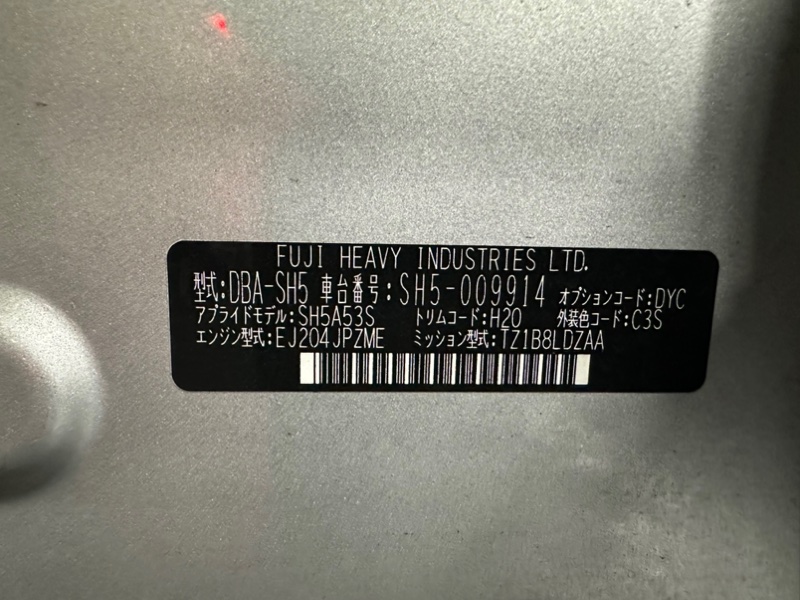 FUJI HEAVY INDUSTRIES LTD.
型式:DBA-SH5 車台番号:SH5-009914 オプションコード:DYC
アプライドモデル:SH5A53S トリムコード:H20 外装色コード:C3S
エンジン型式:EJ204JPZME ミッション型式:TZ1B8LDZAA